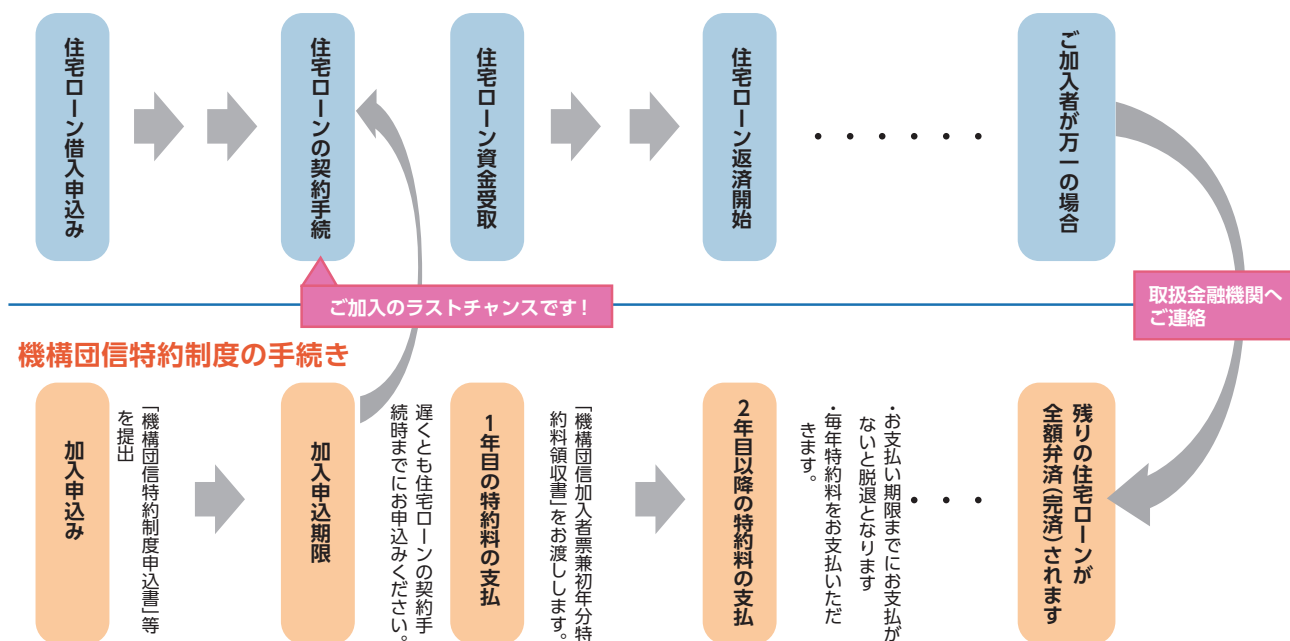 住宅ローン借入申込み
住宅ローンの契約手続
住宅ローン資金受取
住宅ローン返済開始
・・・・・・
ご加入者が万一の場合
ご加入のラストチャンスです！
取扱金融機関へ
ご連絡
機構団信特約制度の手続き
加入申込み
「機構団信特約制度申込書」等
を提出
加入申込期限
遅くとも住宅ローンの契約手
続時までにお申込みください。
1年目の特約料の支払
「機構団信加入者票兼初年分特
約料領収書」をお渡しします。
2年目以降の特約料の支払
・お支払い期限までにお支払が
ないと脱退となります
・毎年特約料をお支払いただ
きます。
・・・
残りの住宅ローンが
全額弁済（完済）されます